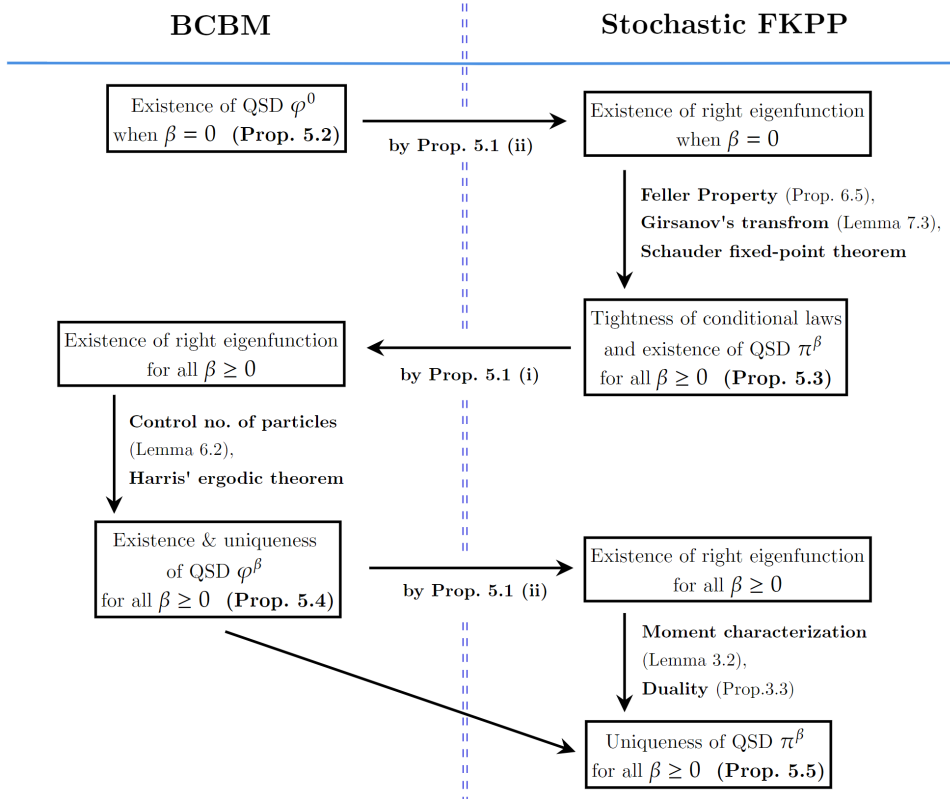 BCBM
Stochastic FKPP
Existence of QSD φ⁰
when β = 0 (Prop. 5.2)
by Prop. 5.1 (ii)
Existence of right eigenfunction
when β = 0
Feller Property (Prop. 6.5),
Girsanov's transfrom (Lemma 7.3),
Schauder fixed-point theorem
Tightness of conditional laws
and existence of QSD π^β
for all β ≥ 0 (Prop. 5.3)
by Prop. 5.1 (i)
Existence of right eigenfunction
for all β ≥ 0
Control no. of particles
(Lemma 6.2),
Harris' ergodic theorem
Existence & uniqueness
of QSD φ^β
for all β ≥ 0 (Prop. 5.4)
by Prop. 5.1 (ii)
Existence of right eigenfunction
for all β ≥ 0
Moment characterization
(Lemma 3.2),
Duality (Prop.3.3)
Uniqueness of QSD π^β
for all β ≥ 0 (Prop. 5.5)